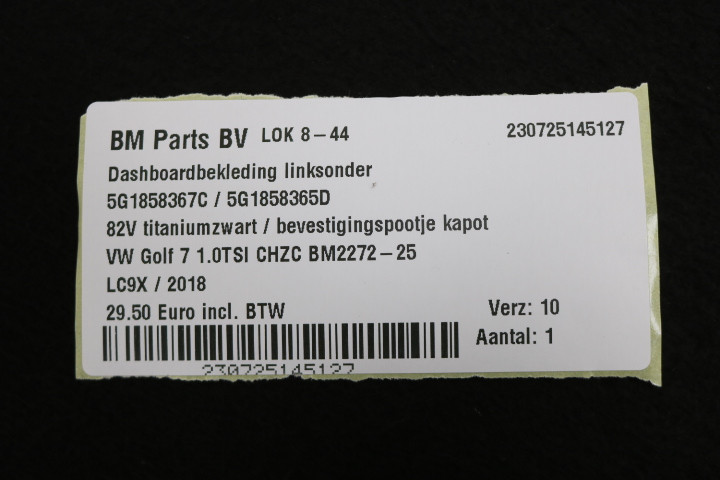 BM Parts BV LOK 8-44 230725145127
Dashboardbekleding linksonder
5G1858367C / 5G1858365D
82V titaniumzwart / bevestigingspootje kapot
VW Golf 7 1.0TSI CHZC BM2272-25
LC9X / 2018
29.50 Euro incl. BTW Verz: 10
Aantal: 1
230725145127